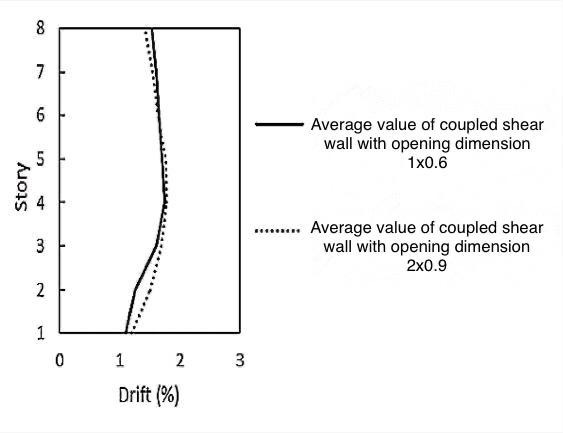 8
7
6
5
4
3
2
1
Story
0 1 2 3
Drift (%)
Average value of coupled shear
wall with opening dimension
1x0.6
Average value of coupled shear
wall with opening dimension
2x0.9